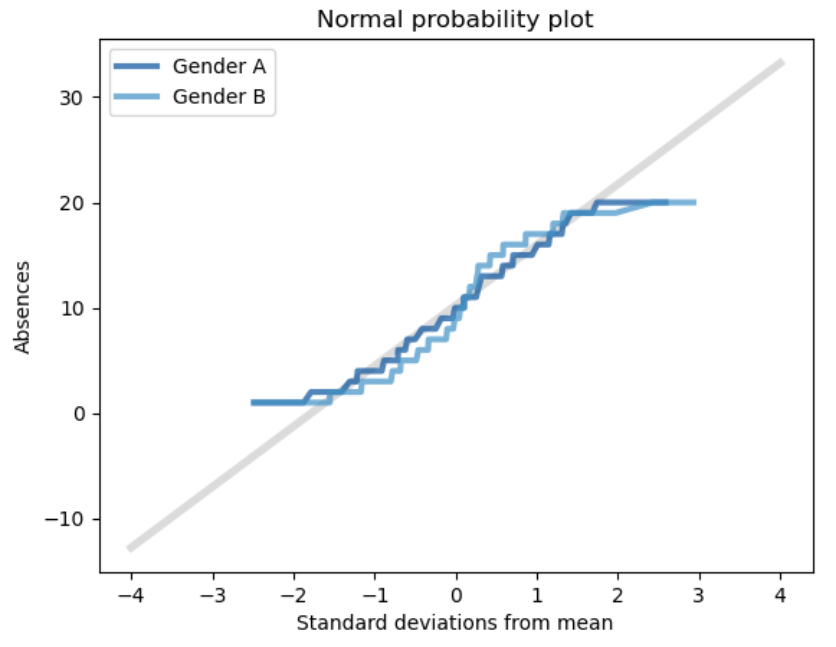 Normal probability plot
Gender A
Gender B
Absences
30
20
10
0
−10
−4 −3 −2 −1 0 1 2 3 4
Standard deviations from mean